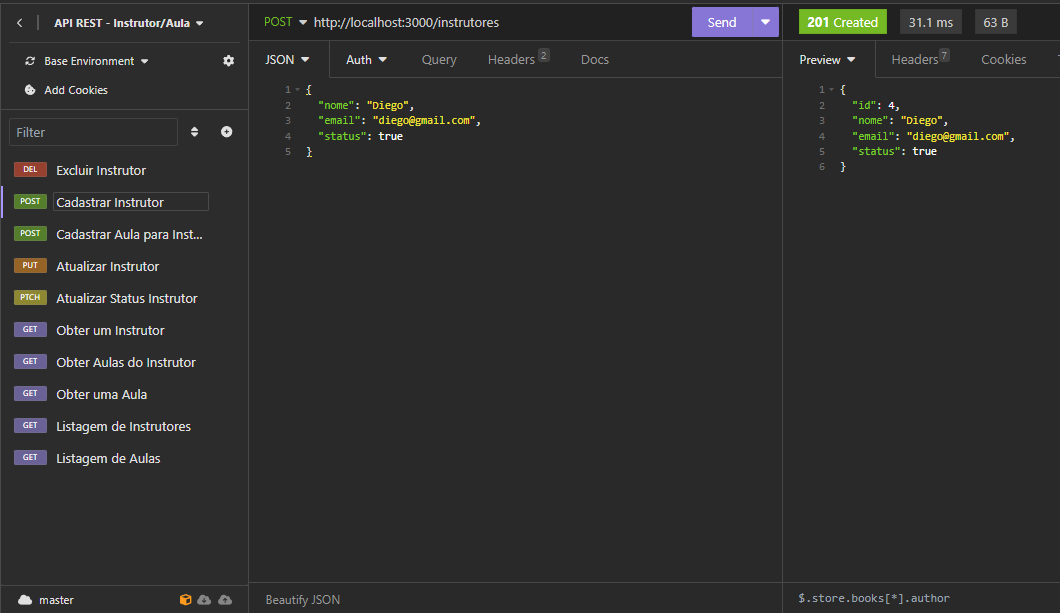 API REST - Instrutor/Aula
Base Environment
Add Cookies
Filter
DEL Excluir Instrutor
POST Cadastrar Instrutor
POST Cadastrar Aula para Inst...
PUT Atualizar Instrutor
PTCH Atualizar Status Instrutor
GET Obter um Instrutor
GET Obter Aulas do Instrutor
GET Obter uma Aula
GET Listagem de Instrutores
GET Listagem de Aulas
master
POST http://localhost:3000/instrutores Send
JSON Auth Query Headers 2 Docs
1 {
2 "nome": "Diego",
3 "email": "diego@gmail.com",
4 "status": true
5 }
Beautify JSON
201 Created 31.1 ms 63 B
Preview Headers 7 Cookies
1 {
2 "id": 4,
3 "nome": "Diego",
4 "email": "diego@gmail.com",
5 "status": true
6 }
$.store.books[*].author